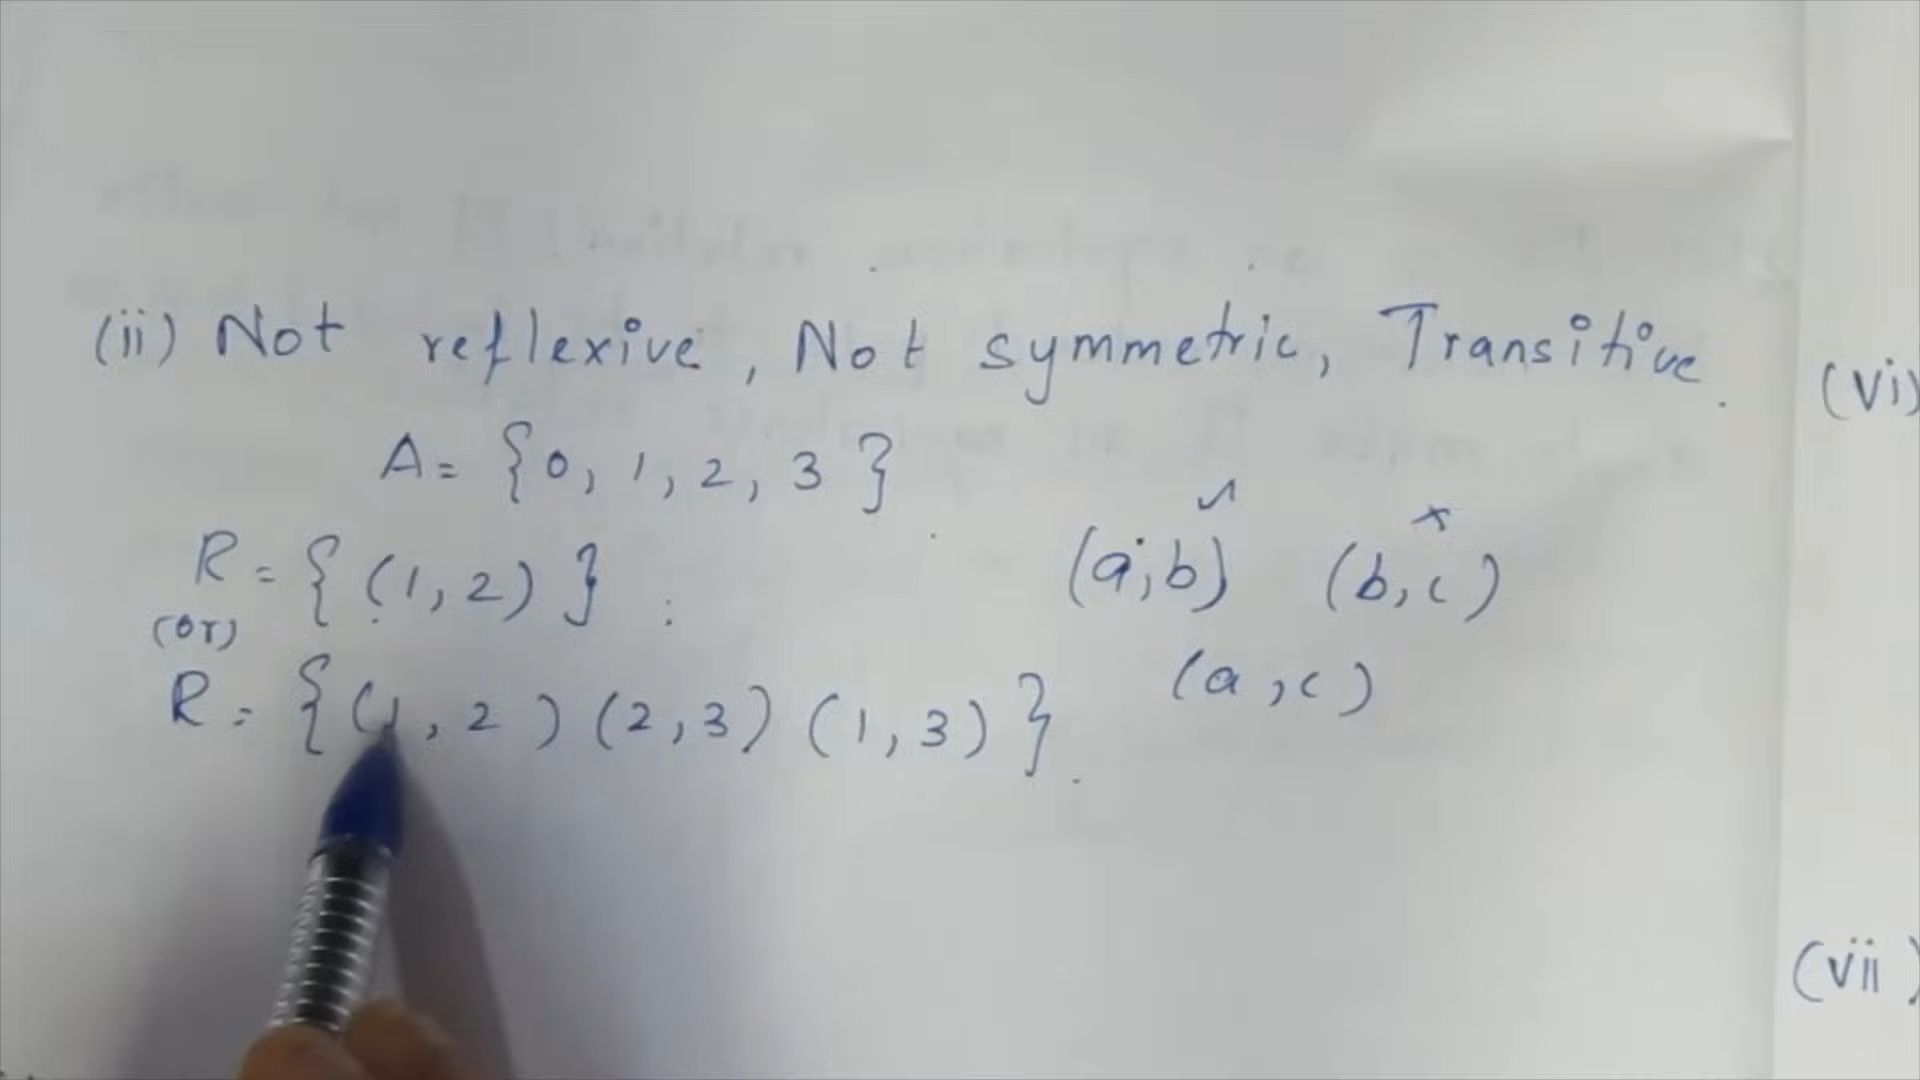 (ii) Not reflexive, Not symmetric, Transitive.
A = {0, 1, 2, 3}
R = {(1,2)}
(or)
R = {(1,2)(2,3)(1,3)}.
✓ ×
(a,b) (b,c)
(a,c)
(vi)
(vii)